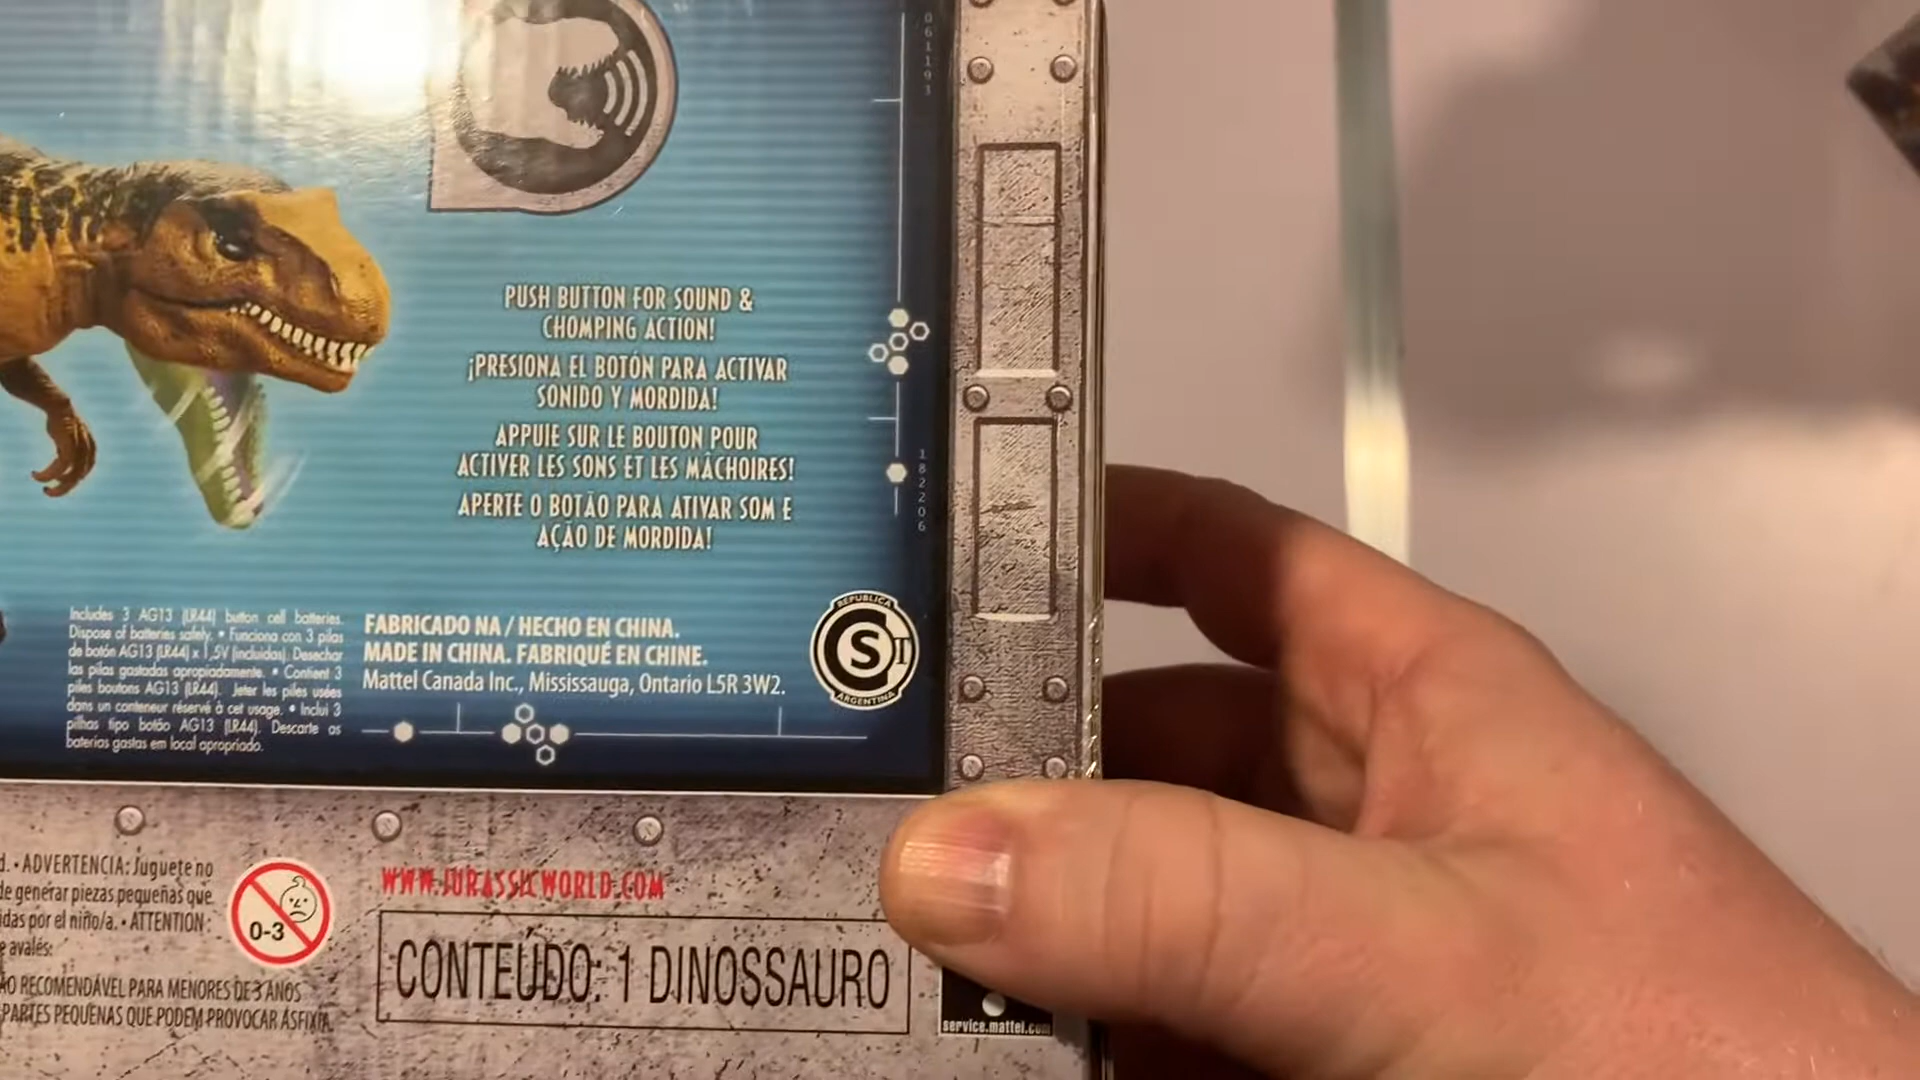 061193
PUSH BUTTON FOR SOUND &
CHOMPING ACTION!
¡PRESIONA EL BOTÓN PARA ACTIVAR
SONIDO Y MORDIDA!
APPUIE SUR LE BOUTON POUR
ACTIVER LES SONS ET LES MÂCHOIRES!
APERTE O BOTÃO PARA ATIVAR SOM E
AÇÃO DE MORDIDA!
182206
Includes 3 AG13 (LR44) button cell batteries.
Dispose of batteries safely. • Funciona con 3 pilas
de botón AG13 (LR44) x 1,5V (incluidas). Desechar
las pilas gastadas apropiadamente. • Contient 3
piles boutons AG13 (LR44). Jeter les piles usées
dans un conteneur réservé à cet usage. • Inclui 3
pilhas tipo botão AG13 (LR44). Descarte as
baterias gastas em local apropriado.
FABRICADO NA / HECHO EN CHINA.
MADE IN CHINA. FABRIQUÉ EN CHINE.
Mattel Canada Inc., Mississauga, Ontario L5R 3W2.
REPUBLICA
CST
ARGENTINA
d. • ADVERTENCIA: Juguete no
de generar piezas pequeñas que
idas por el niño/a. • ATTENTION :
e avalés.
ÃO RECOMENDÁVEL PARA MENORES DE 3 ANOS
PARTES PEQUENAS QUE PODEM PROVOCAR ASFIXIA.
0-3
WWW.JURASSICWORLD.COM
CONTEÚDO: 1 DINOSSAURO
service.mattel.com